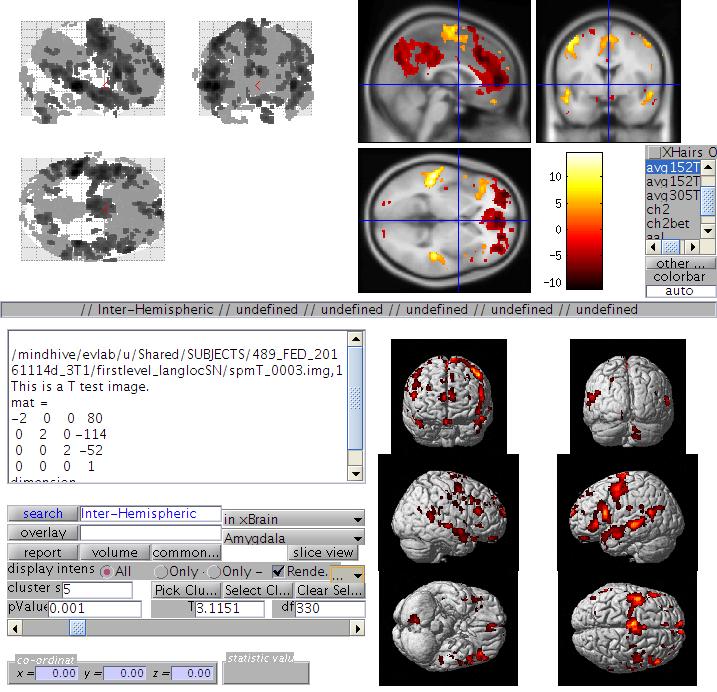 XHairs O
avg152T
avg152T
avg305T
ch2
ch2bet
aal
other ...
colorbar
auto
10
5
0
−5
−10
// Inter-Hemispheric // undefined // undefined // undefined // undefined // undefined
/mindhive/evlab/u/Shared/SUBJECTS/489_FED_201
61114d_3T1/firstlevel_langlocSN/spmT_0003.img,1
This is a T test image.
mat =
−2 0 0 80
0 2 0 −114
0 0 2 −52
0 0 0 1
dimension
search Inter-Hemispheric in xBrain
overlay Amygdala
report volume common... slice view
display intens All Only - Only − Rende. ...
cluster s 5 Pick Clu... Select Cl... Clear Sel...
pValue 0.001 T 3.1151 df 330
co-ordinat statistic valu
x = 0.00 y = 0.00 z = 0.00